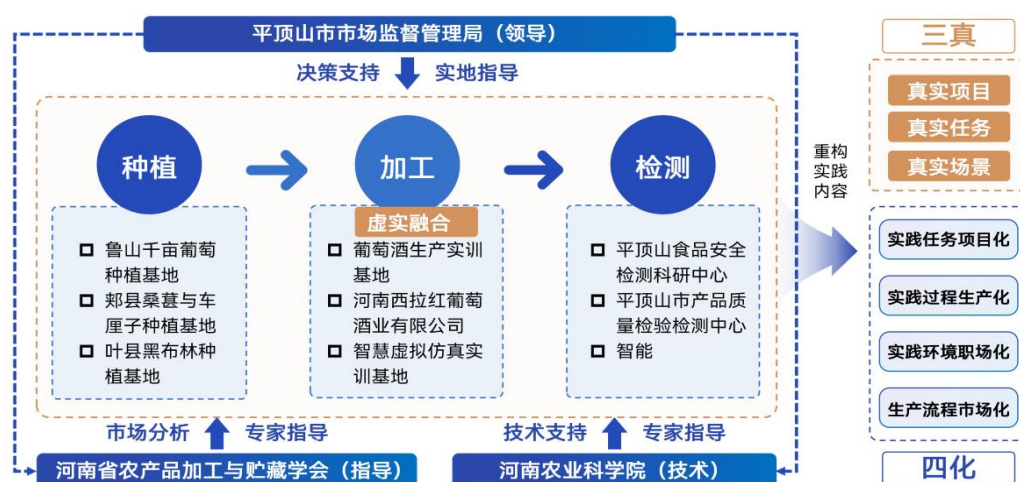 平顶山市市场监督管理局（领导）
决策支持 实地指导
种植
加工
检测
虚实融合
鲁山千亩葡萄
种植基地
郏县桑葚与车
厘子种植基地
叶县黑布林种
植基地
葡萄酒生产实训
基地
河南西拉红葡萄
酒业有限公司
智慧虚拟仿真实
训基地
平顶山食品安全
检测科研中心
平顶山市产品质
量检验检测中心
智能
市场分析 专家指导
技术支持 专家指导
河南省农产品加工与贮藏学会（指导）
河南农业科学院（技术）
重构
实践
内容
三真
真实项目
真实任务
真实场景
实践任务项目化
实践过程生产化
实践环境职场化
生产流程市场化
四化